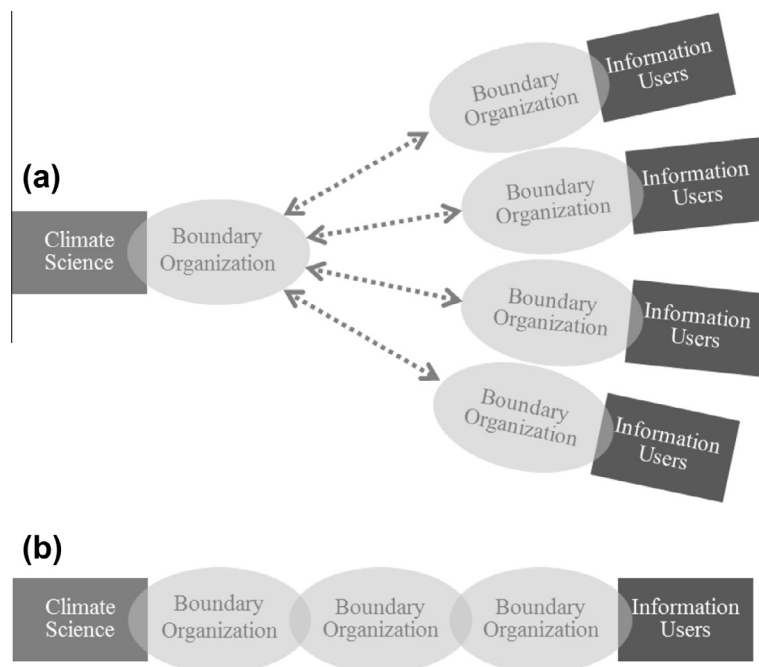 Boundary
Organization
Information
Users
(a)
Climate
Science
Boundary
Organization
Boundary
Organization
Information
Users
Boundary
Organization
Information
Users
Boundary
Organization
Information
Users
(b)
Climate
Science
Boundary
Organization
Boundary
Organization
Boundary
Organization
Information
Users